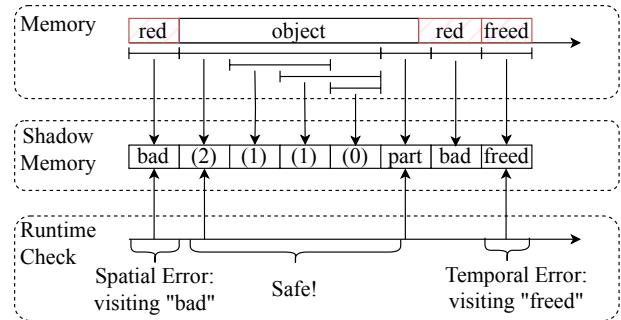 Memory
red object red freed
Shadow
Memory
bad (2) (1) (1) (0) part bad freed
Runtime
Check
Spatial Error:
visiting "bad"
Safe!
Temporal Error:
visiting "freed"